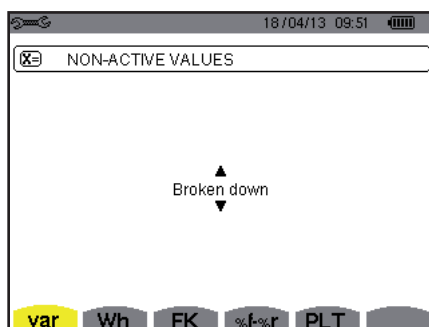 18/04/13 09:51
X= NON-ACTIVE VALUES
Broken down
var Wh FK %f-%r PLT